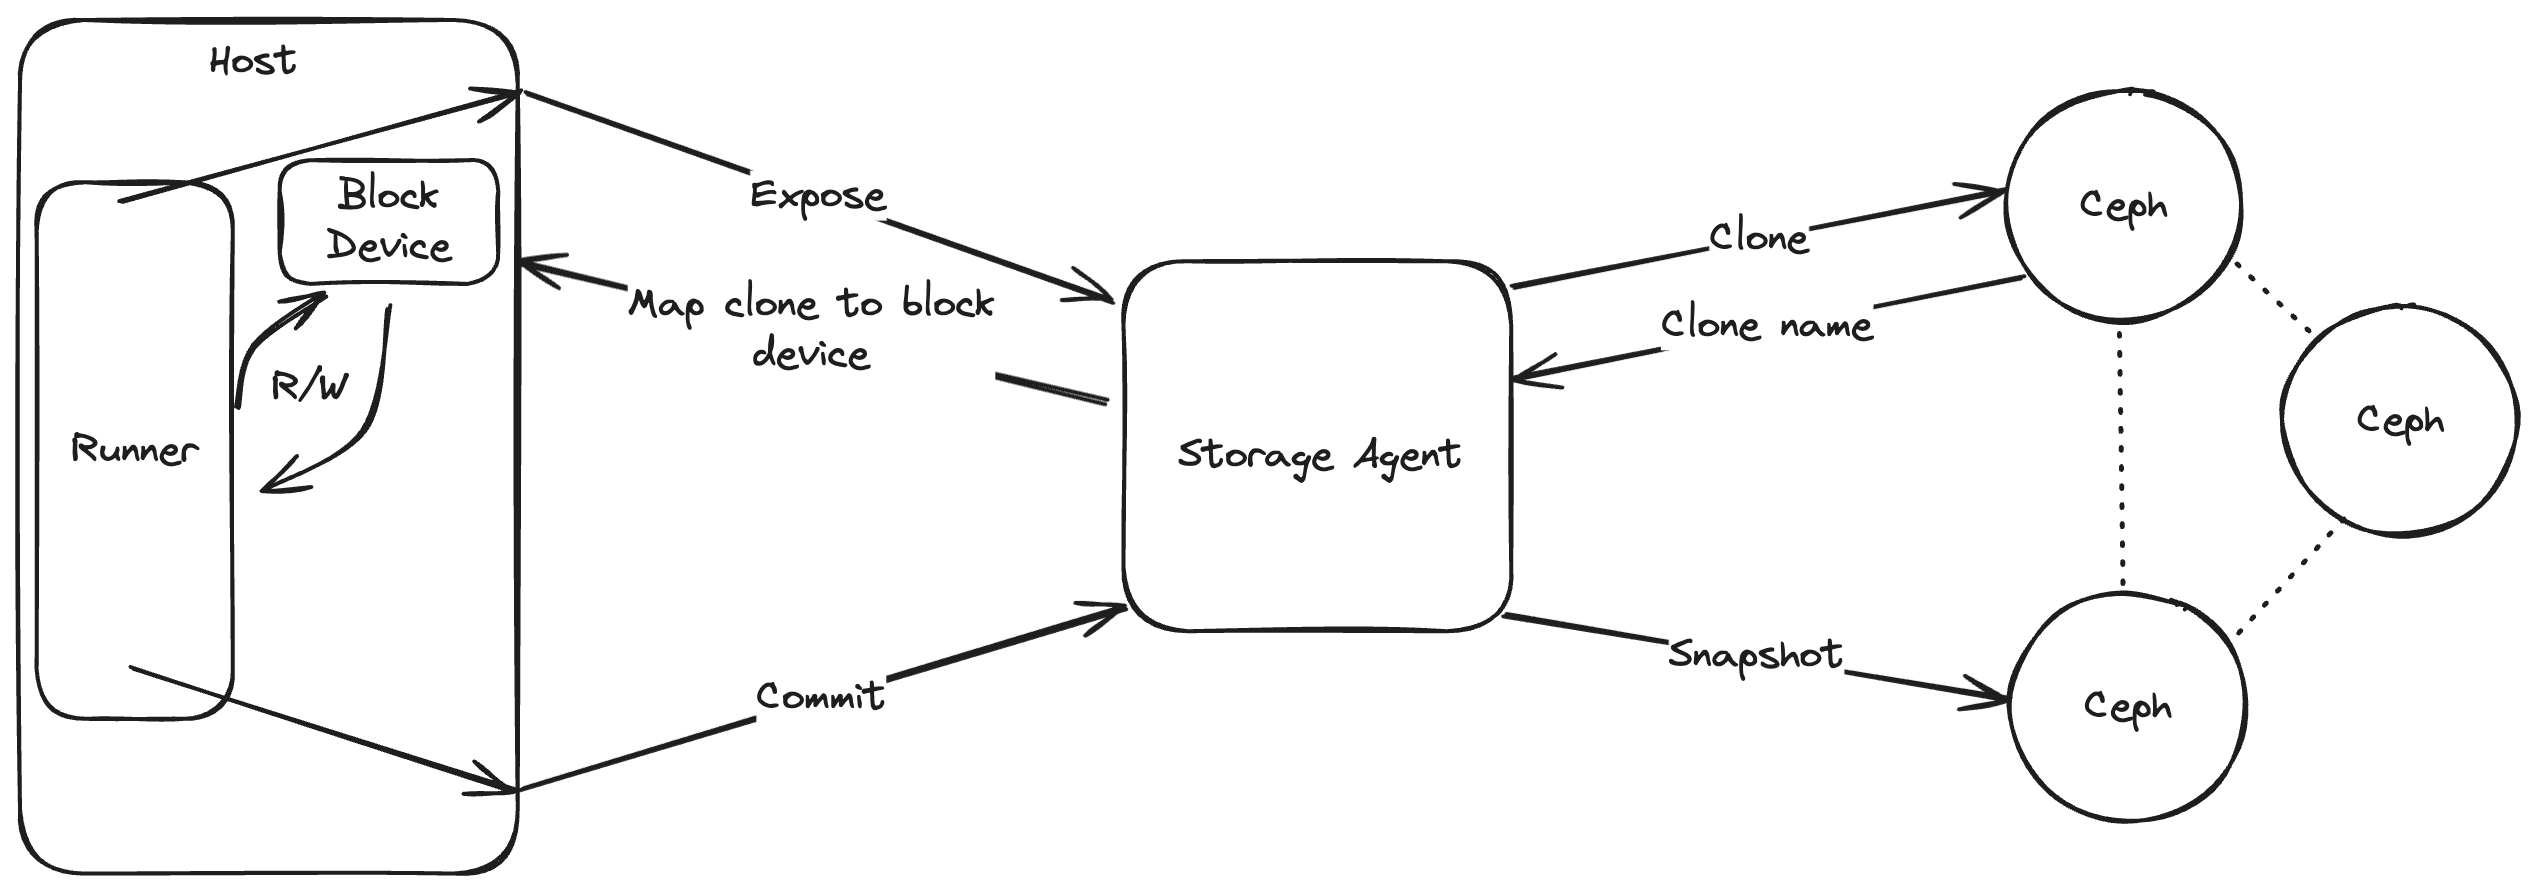 Host
Block
Device
R/W
Runner
Expose
Map clone to block
device
Commit
Storage Agent
Clone
Clone name
Snapshot
Ceph
Ceph
Ceph